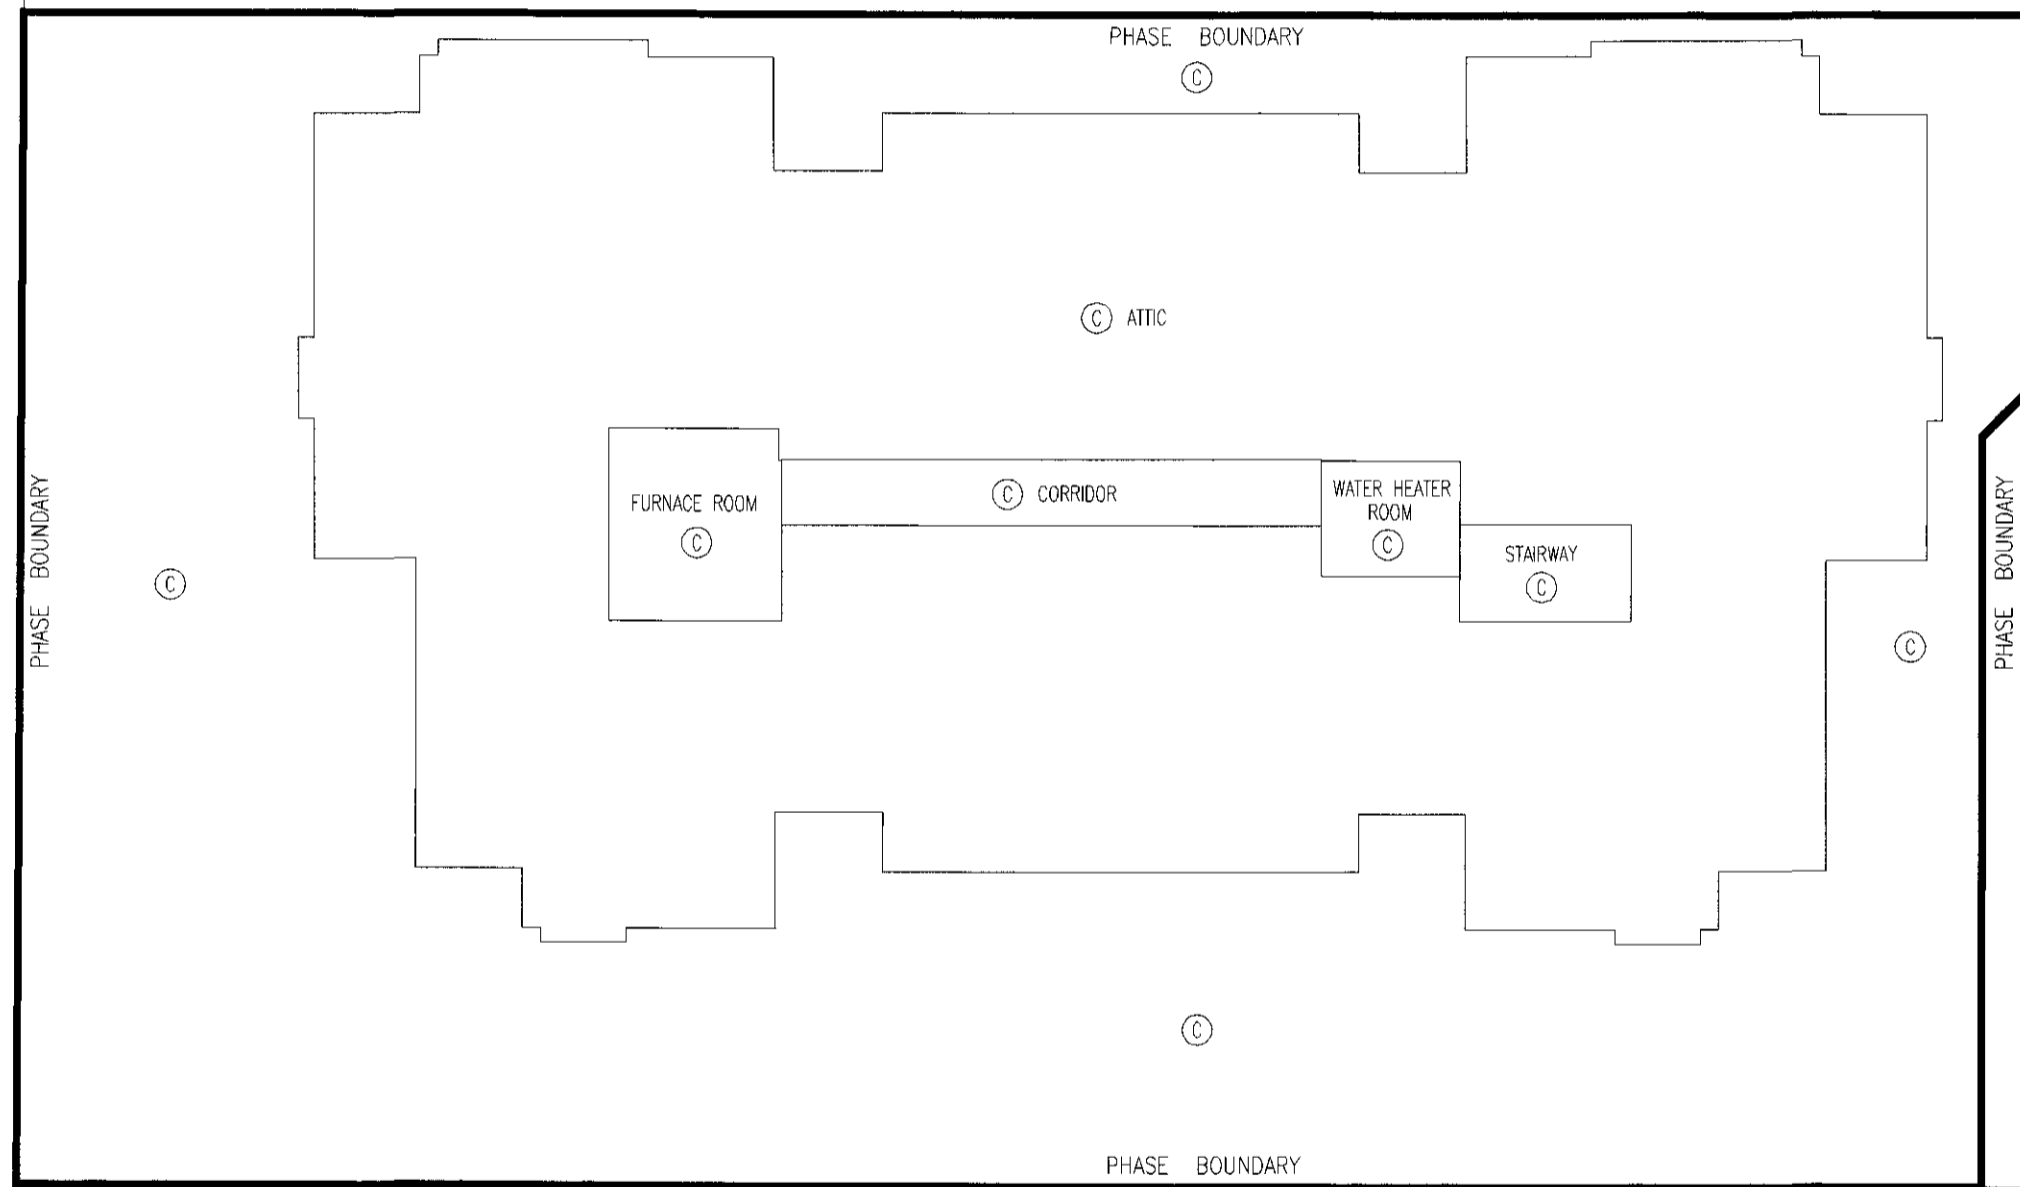 PHASE BOUNDARY
C
C ATTIC
PHASE BOUNDARY
C
FURNACE ROOM
C
C CORRIDOR
WATER HEATER
ROOM
C
STAIRWAY
C
C
PHASE BOUNDARY
C
PHASE BOUNDARY